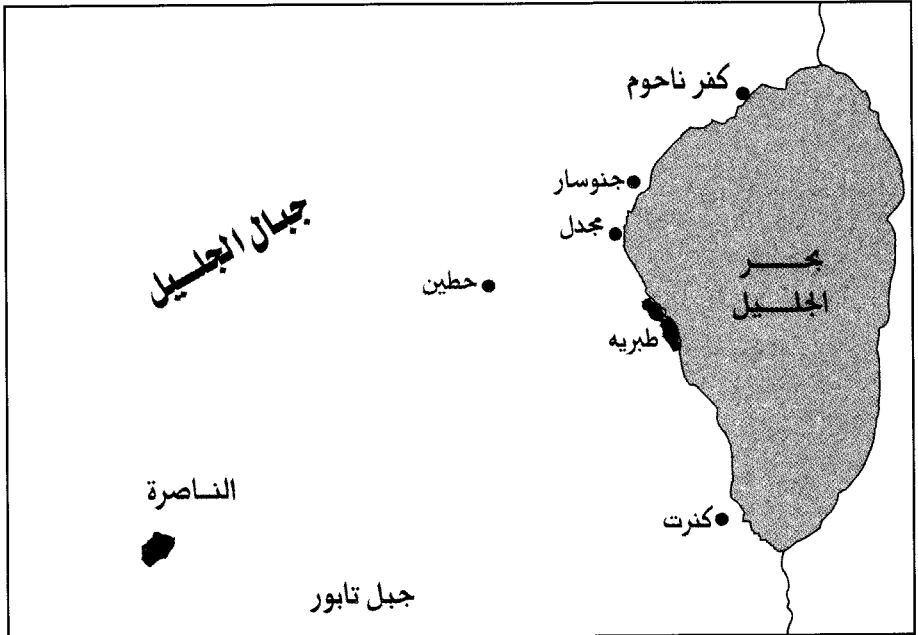 كفر ناحوم
جنوسار
مجدل
جبال الجليل
بحر
الجليل
حطين
طبريه
الناصرة
كنرت
جبل تابور